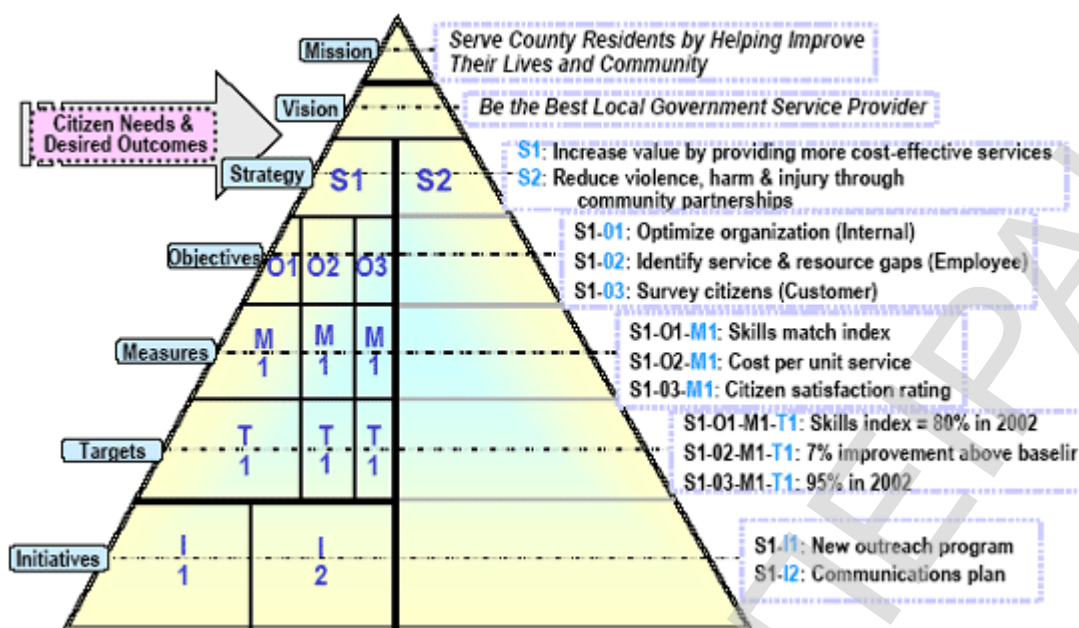 Mission
Serve County Residents by Helping Improve
Their Lives and Community
Vision
Be the Best Local Government Service Provider
Citizen Needs &
Desired Outcomes
Strategy
S1
S2
S1: Increase value by providing more cost-effective services
S2: Reduce violence, harm & injury through
community partnerships
Objectives
O1 O2 O3
S1-01: Optimize organization (Internal)
S1-02: Identify service & resource gaps (Employee)
S1-03: Survey citizens (Customer)
Measures
M M M
1 1 1
S1-O1-M1: Skills match index
S1-O2-M1: Cost per unit service
S1-03-M1: Citizen satisfaction rating
Targets
T T T
1 1 1
S1-O1-M1-T1: Skills index = 80% in 2002
S1-02-M1-T1: 7% improvement above baselin
S1-03-M1-T1: 95% in 2002
Initiatives
I I
1 2
S1-I1: New outreach program
S1-I2: Communications plan